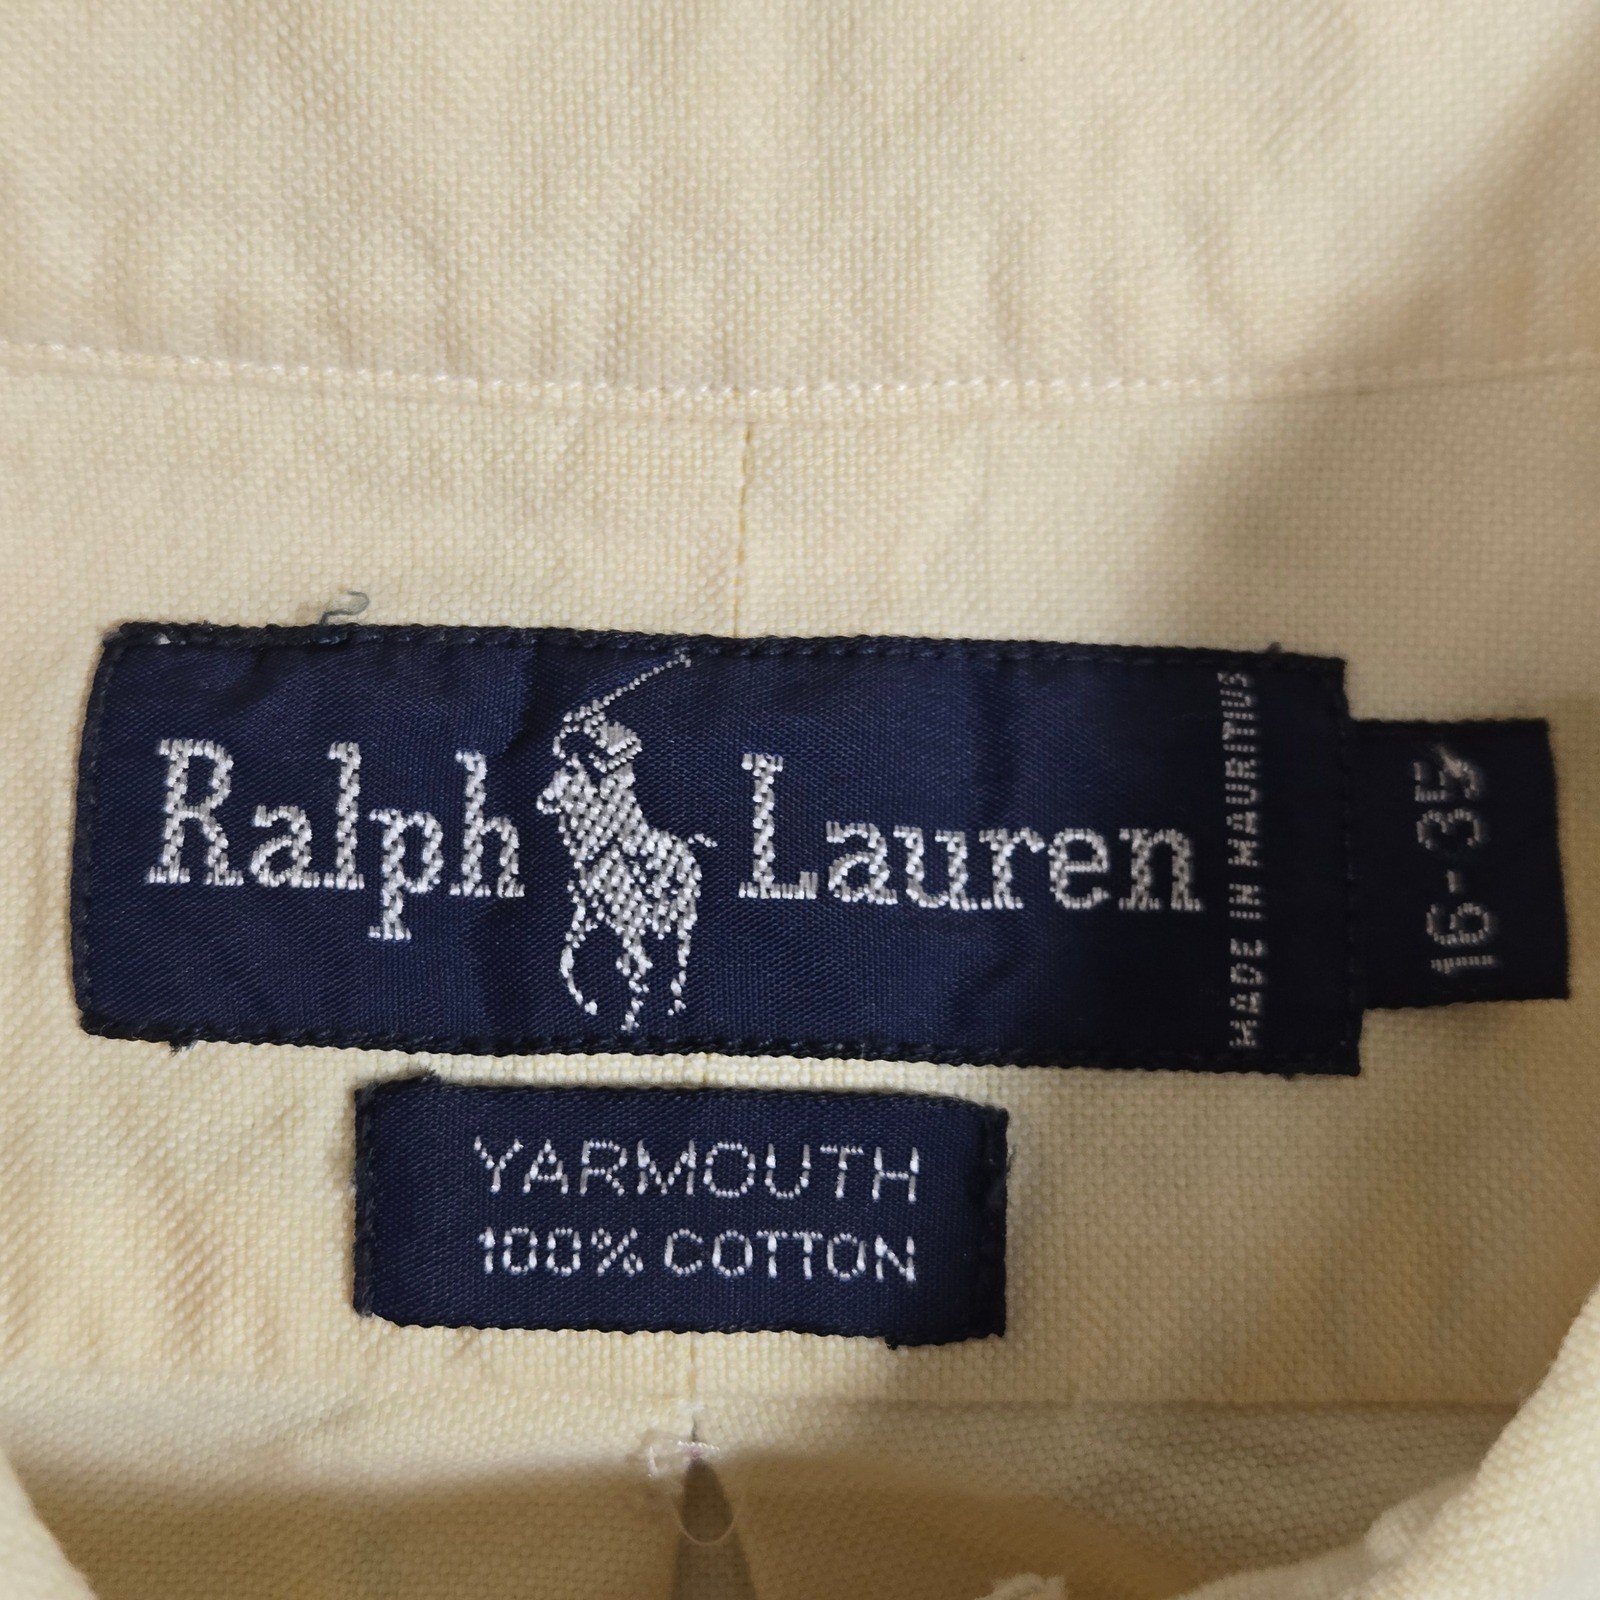 Ralph Lauren
MADE IN MAURITIUS
16-35
YARMOUTH
100% COTTON